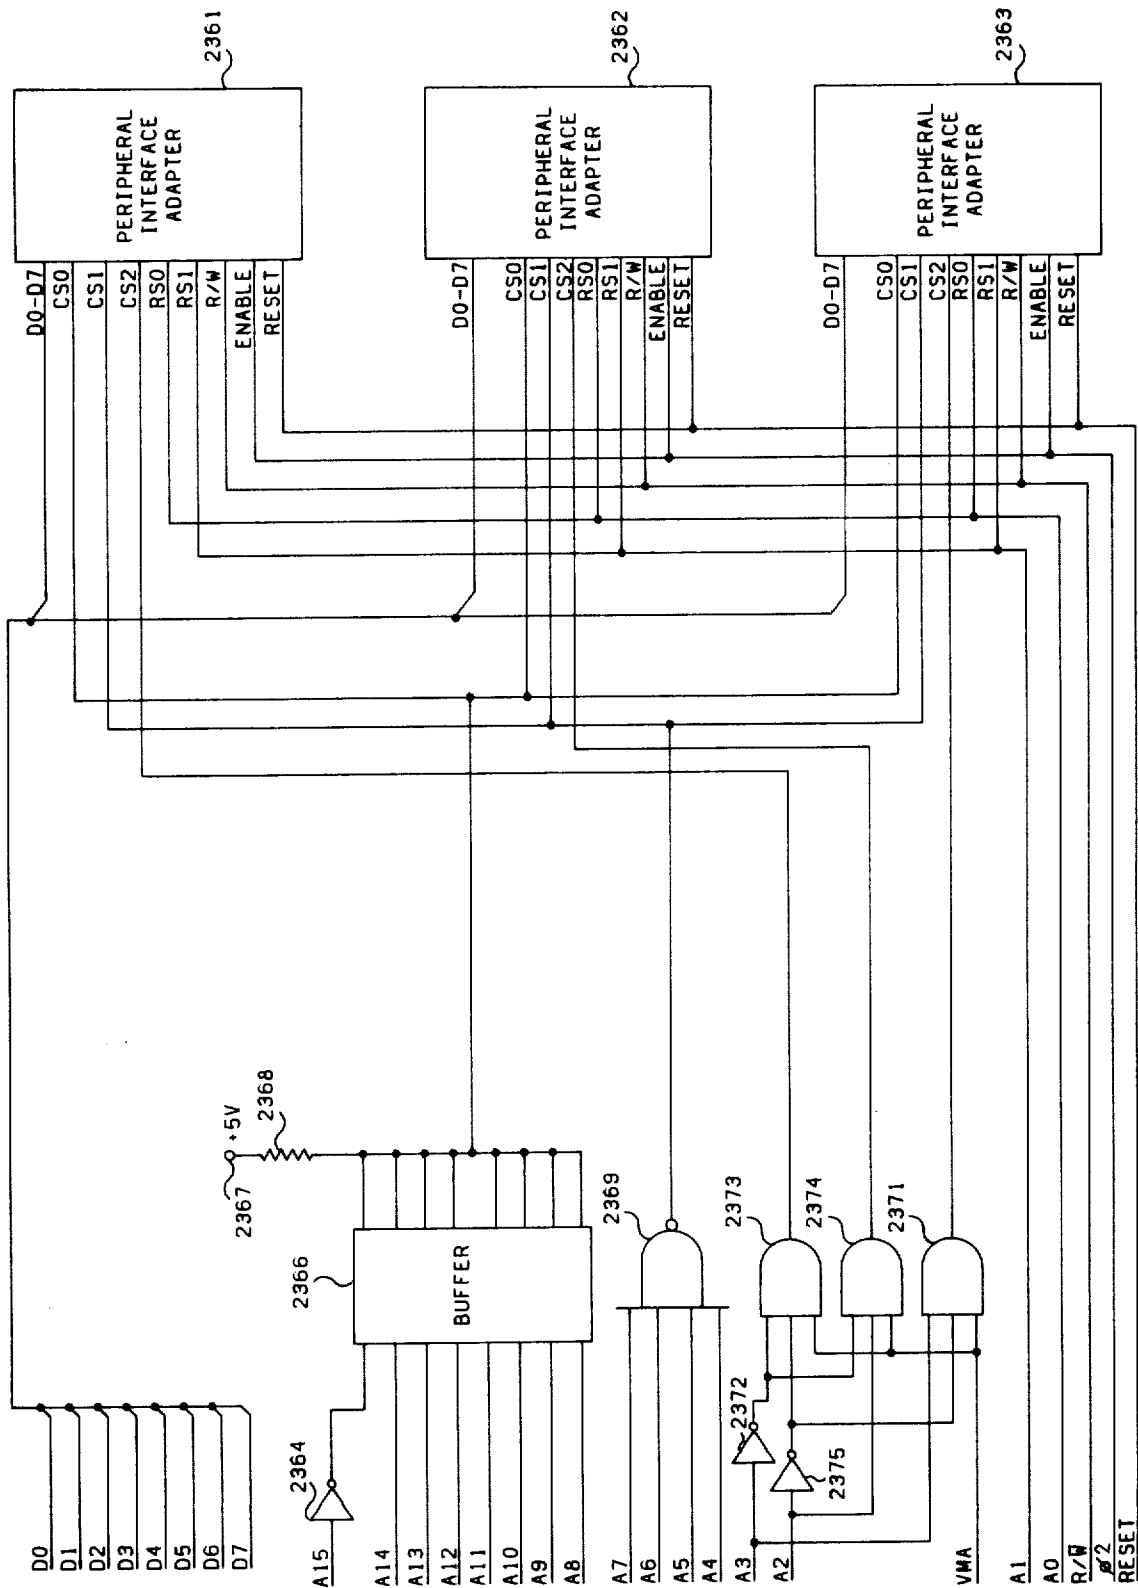 2361
PERIPHERAL
INTERFACE
ADAPTER
D0-D7
CS0
CS1
CS2
RS0
RS1
R/W
ENABLE
RESET
2362
PERIPHERAL
INTERFACE
ADAPTER
D0-D7
CS0
CS1
CS2
RS0
RS1
R/W
ENABLE
RESET
2363
PERIPHERAL
INTERFACE
ADAPTER
D0-D7
CS0
CS1
CS2
RS0
RS1
R/W
ENABLE
RESET
+5V
2367
2368
2366
BUFFER
2369
2373
2374
2371
2364
2372
2375
D0
D1
D2
D3
D4
D5
D6
D7
A15
A14
A13
A12
A11
A10
A9
A8
A7
A6
A5
A4
A3
A2
VMA
A1
A0
R/W
ø2
RESET